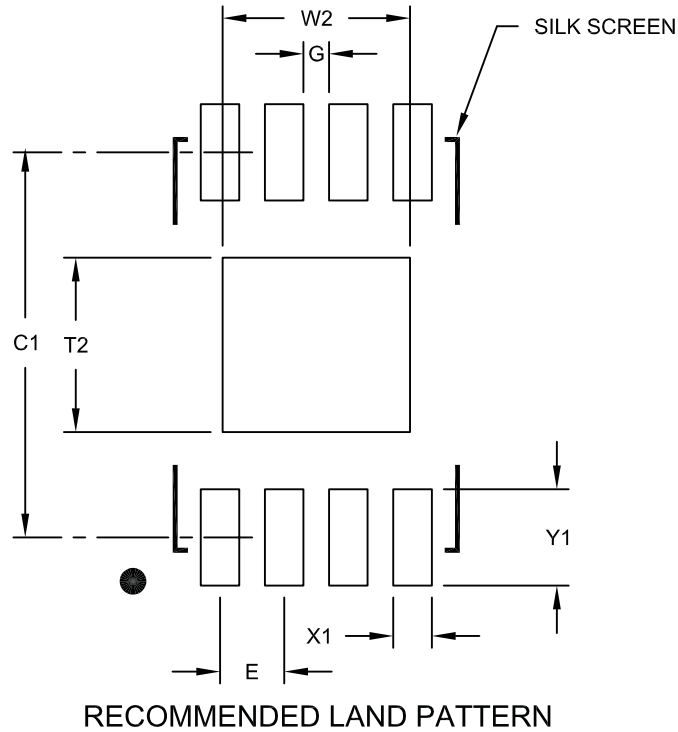 W2
SILK SCREEN
G
C1
T2
Y1
X1
E
RECOMMENDED LAND PATTERN